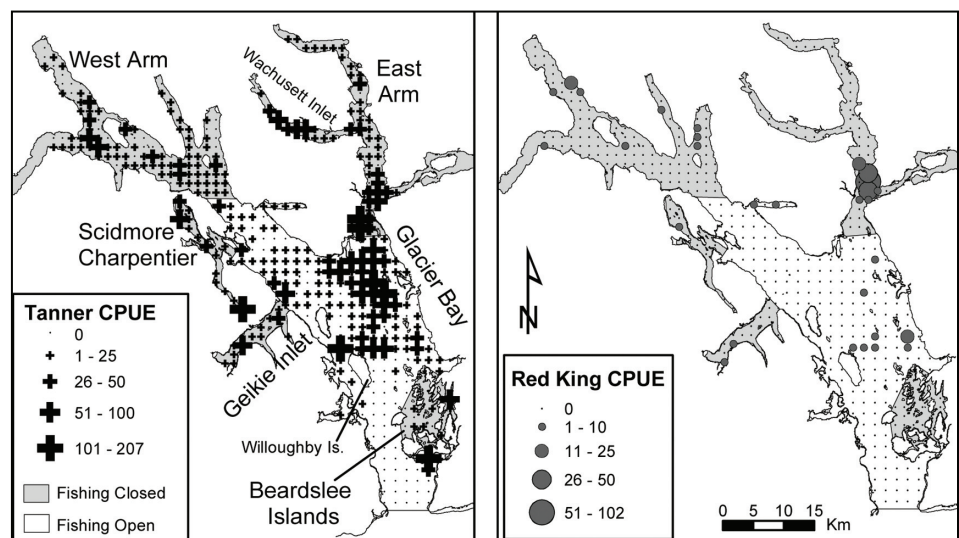 West Arm
Wachusett Inlet
East
Arm
Scidmore
Charpentier
Glacier Bay
Geikie Inlet
Willoughby Is.
Beardslee
Islands
Tanner CPUE
0
1 - 25
26 - 50
51 - 100
101 - 207
Fishing Closed
Fishing Open
N
Red King CPUE
0
1 - 10
11 - 25
26 - 50
51 - 102
0 5 10 15
Km